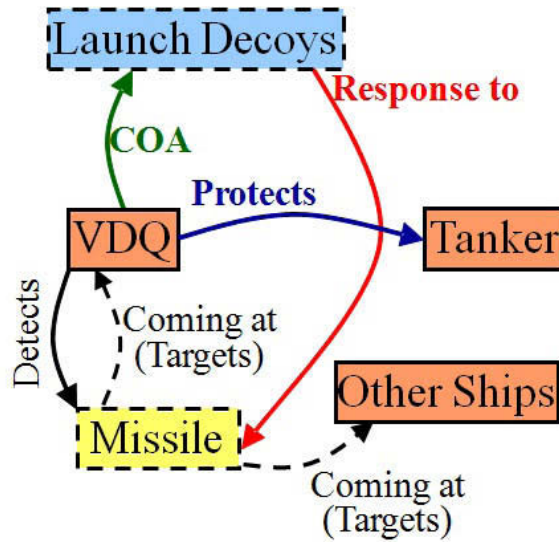 Launch Decoys
Response to
COA
Protects
VDQ
Tanker
Detects
Coming at
(Targets)
Other Ships
Missile
Coming at
(Targets)